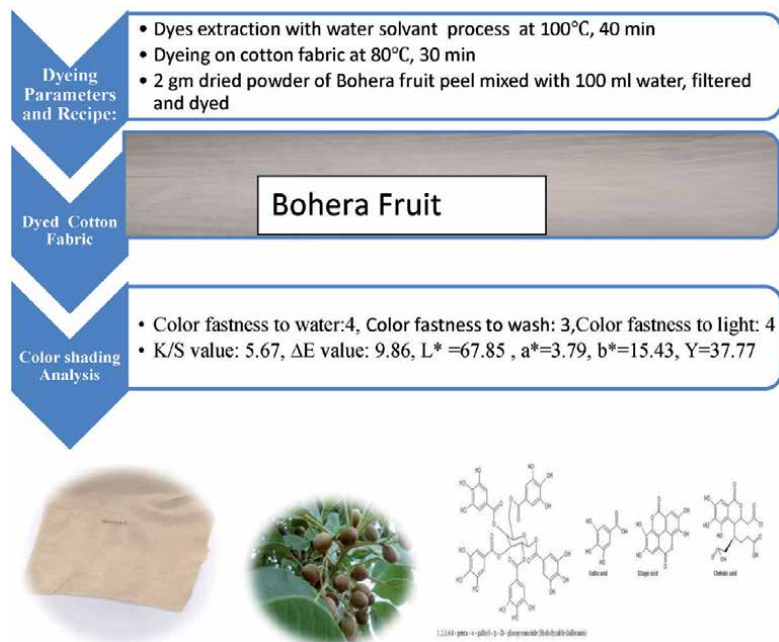 Dyeing
Parameters
and Recipe:
• Dyes extraction with water solvant process at 100℃, 40 min
• Dyeing on cotton fabric at 80℃, 30 min
• 2 gm dried powder of Bohera fruit peel mixed with 100 ml water, filtered
and dyed
Dyed Cotton
Fabric
Bohera Fruit
Color shading
Analysis
• Color fastness to water:4, Color fastness to wash: 3,Color fastness to light: 4
• K/S value: 5.67, ΔE value: 9.86, L* =67.85 , a*=3.79, b*=15.43, Y=37.77
BOHERA
Gallic acid
Ellagic acid